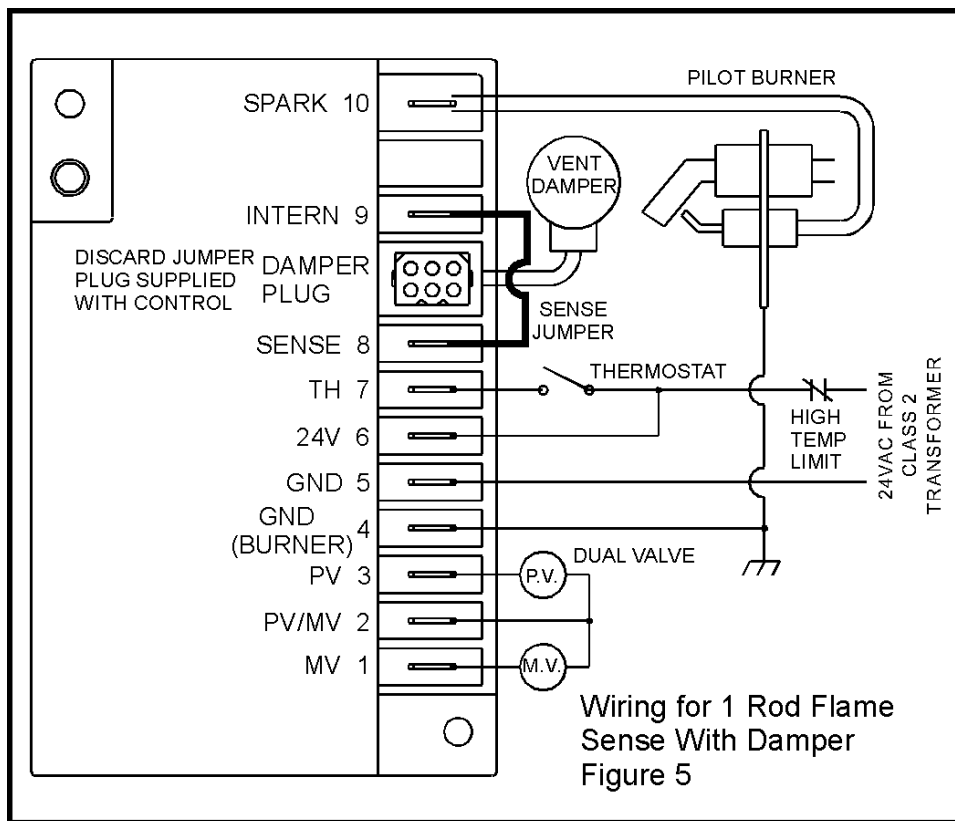 PILOT BURNER
SPARK 10
VENT
DAMPER
INTERN 9
DISCARD JUMPER
PLUG SUPPLIED
WITH CONTROL
DAMPER
PLUG
SENSE
JUMPER
SENSE 8
THERMOSTAT
TH 7
HIGH
TEMP
LIMIT
24VAC FROM
CLASS 2
TRANSFORMER
24V 6
GND 5
GND
(BURNER) 4
DUAL VALVE
PV 3
P.V.
PV/MV 2
MV 1
M.V.
Wiring for 1 Rod Flame
Sense With Damper
Figure 5